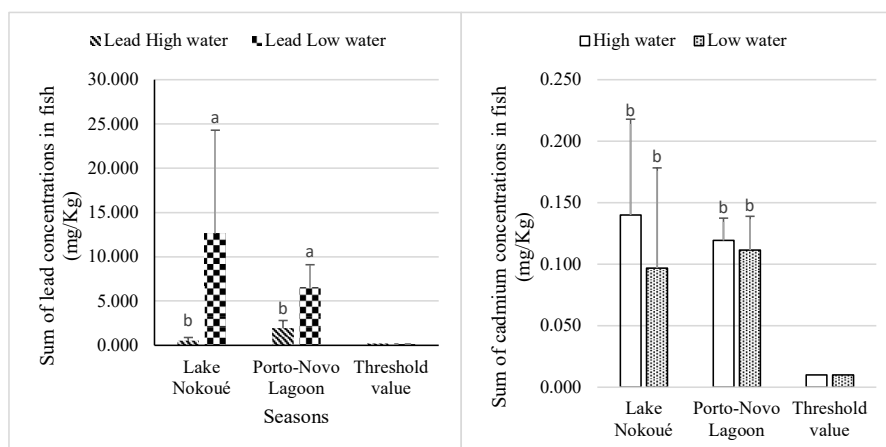 Lead High water Lead Low water
Sum of lead concentrations in fish
(mg/Kg)
30.000
25.000
20.000
15.000
10.000
5.000
0.000
b
a
b
a
Lake
Nokoué
Porto-Novo
Lagoon
Threshold
value
Seasons
High water Low water
Sum of cadmium concentrations in fish
(mg/Kg)
0.250
0.200
0.150
0.100
0.050
0.000
b
b
b
b
Lake
Nokoué
Porto-Novo
Lagoon
Threshold
value